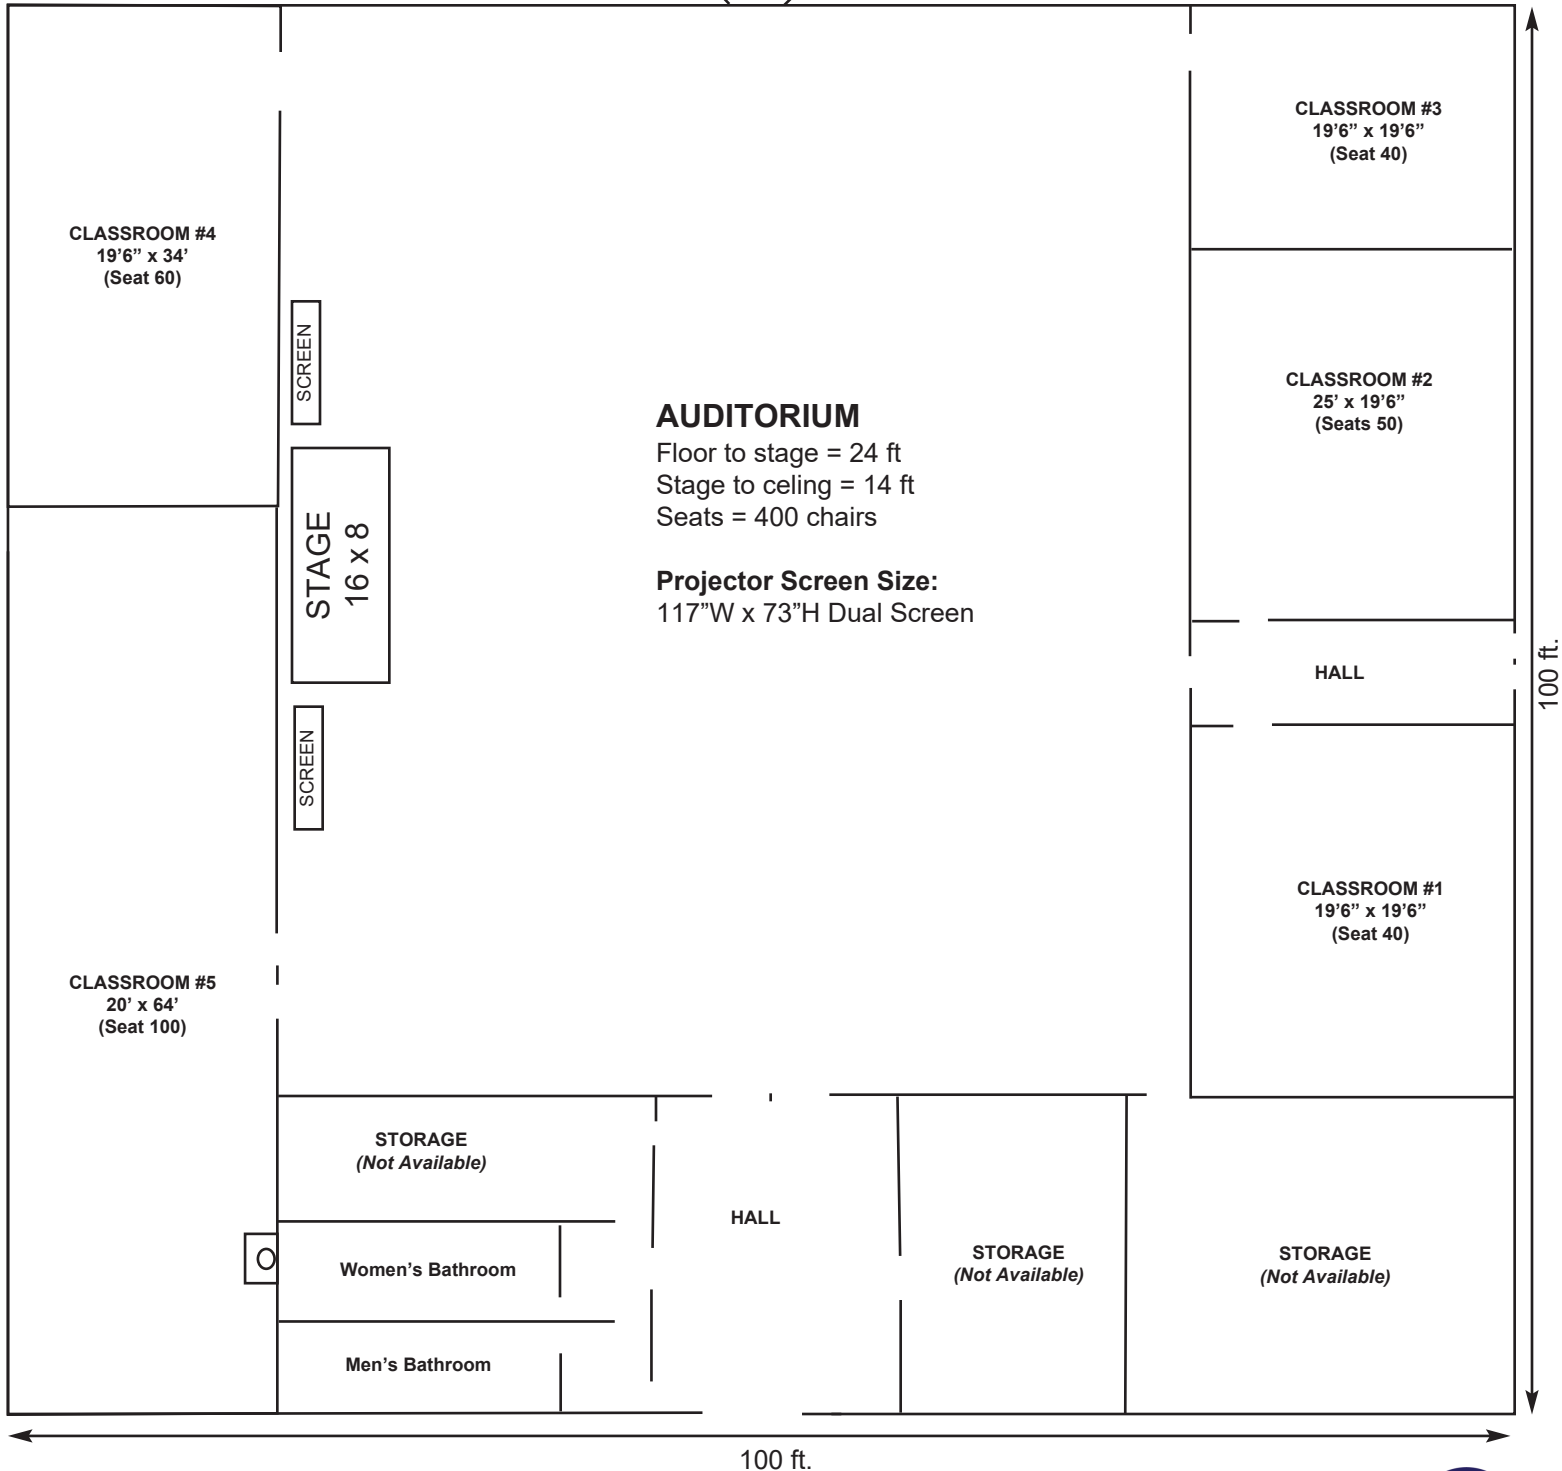 CLASSROOM #3
19’6” x 19’6”
(Seat 40)
CLASSROOM #4
19’6” x 34’
(Seat 60)
SCREEN
CLASSROOM #2
25’ x 19’6”
(Seats 50)
AUDITORIUM
Floor to stage = 24 ft
Stage to celing = 14 ft
Seats = 400 chairs
Projector Screen Size:
117”W x 73”H Dual Screen
STAGE
16 x 8
HALL
100 ft.
SCREEN
CLASSROOM #1
19’6” x 19’6”
(Seat 40)
CLASSROOM #5
20’ x 64’
(Seat 100)
STORAGE
(Not Available)
HALL
Women’s Bathroom
STORAGE
(Not Available)
STORAGE
(Not Available)
Men’s Bathroom
100 ft.